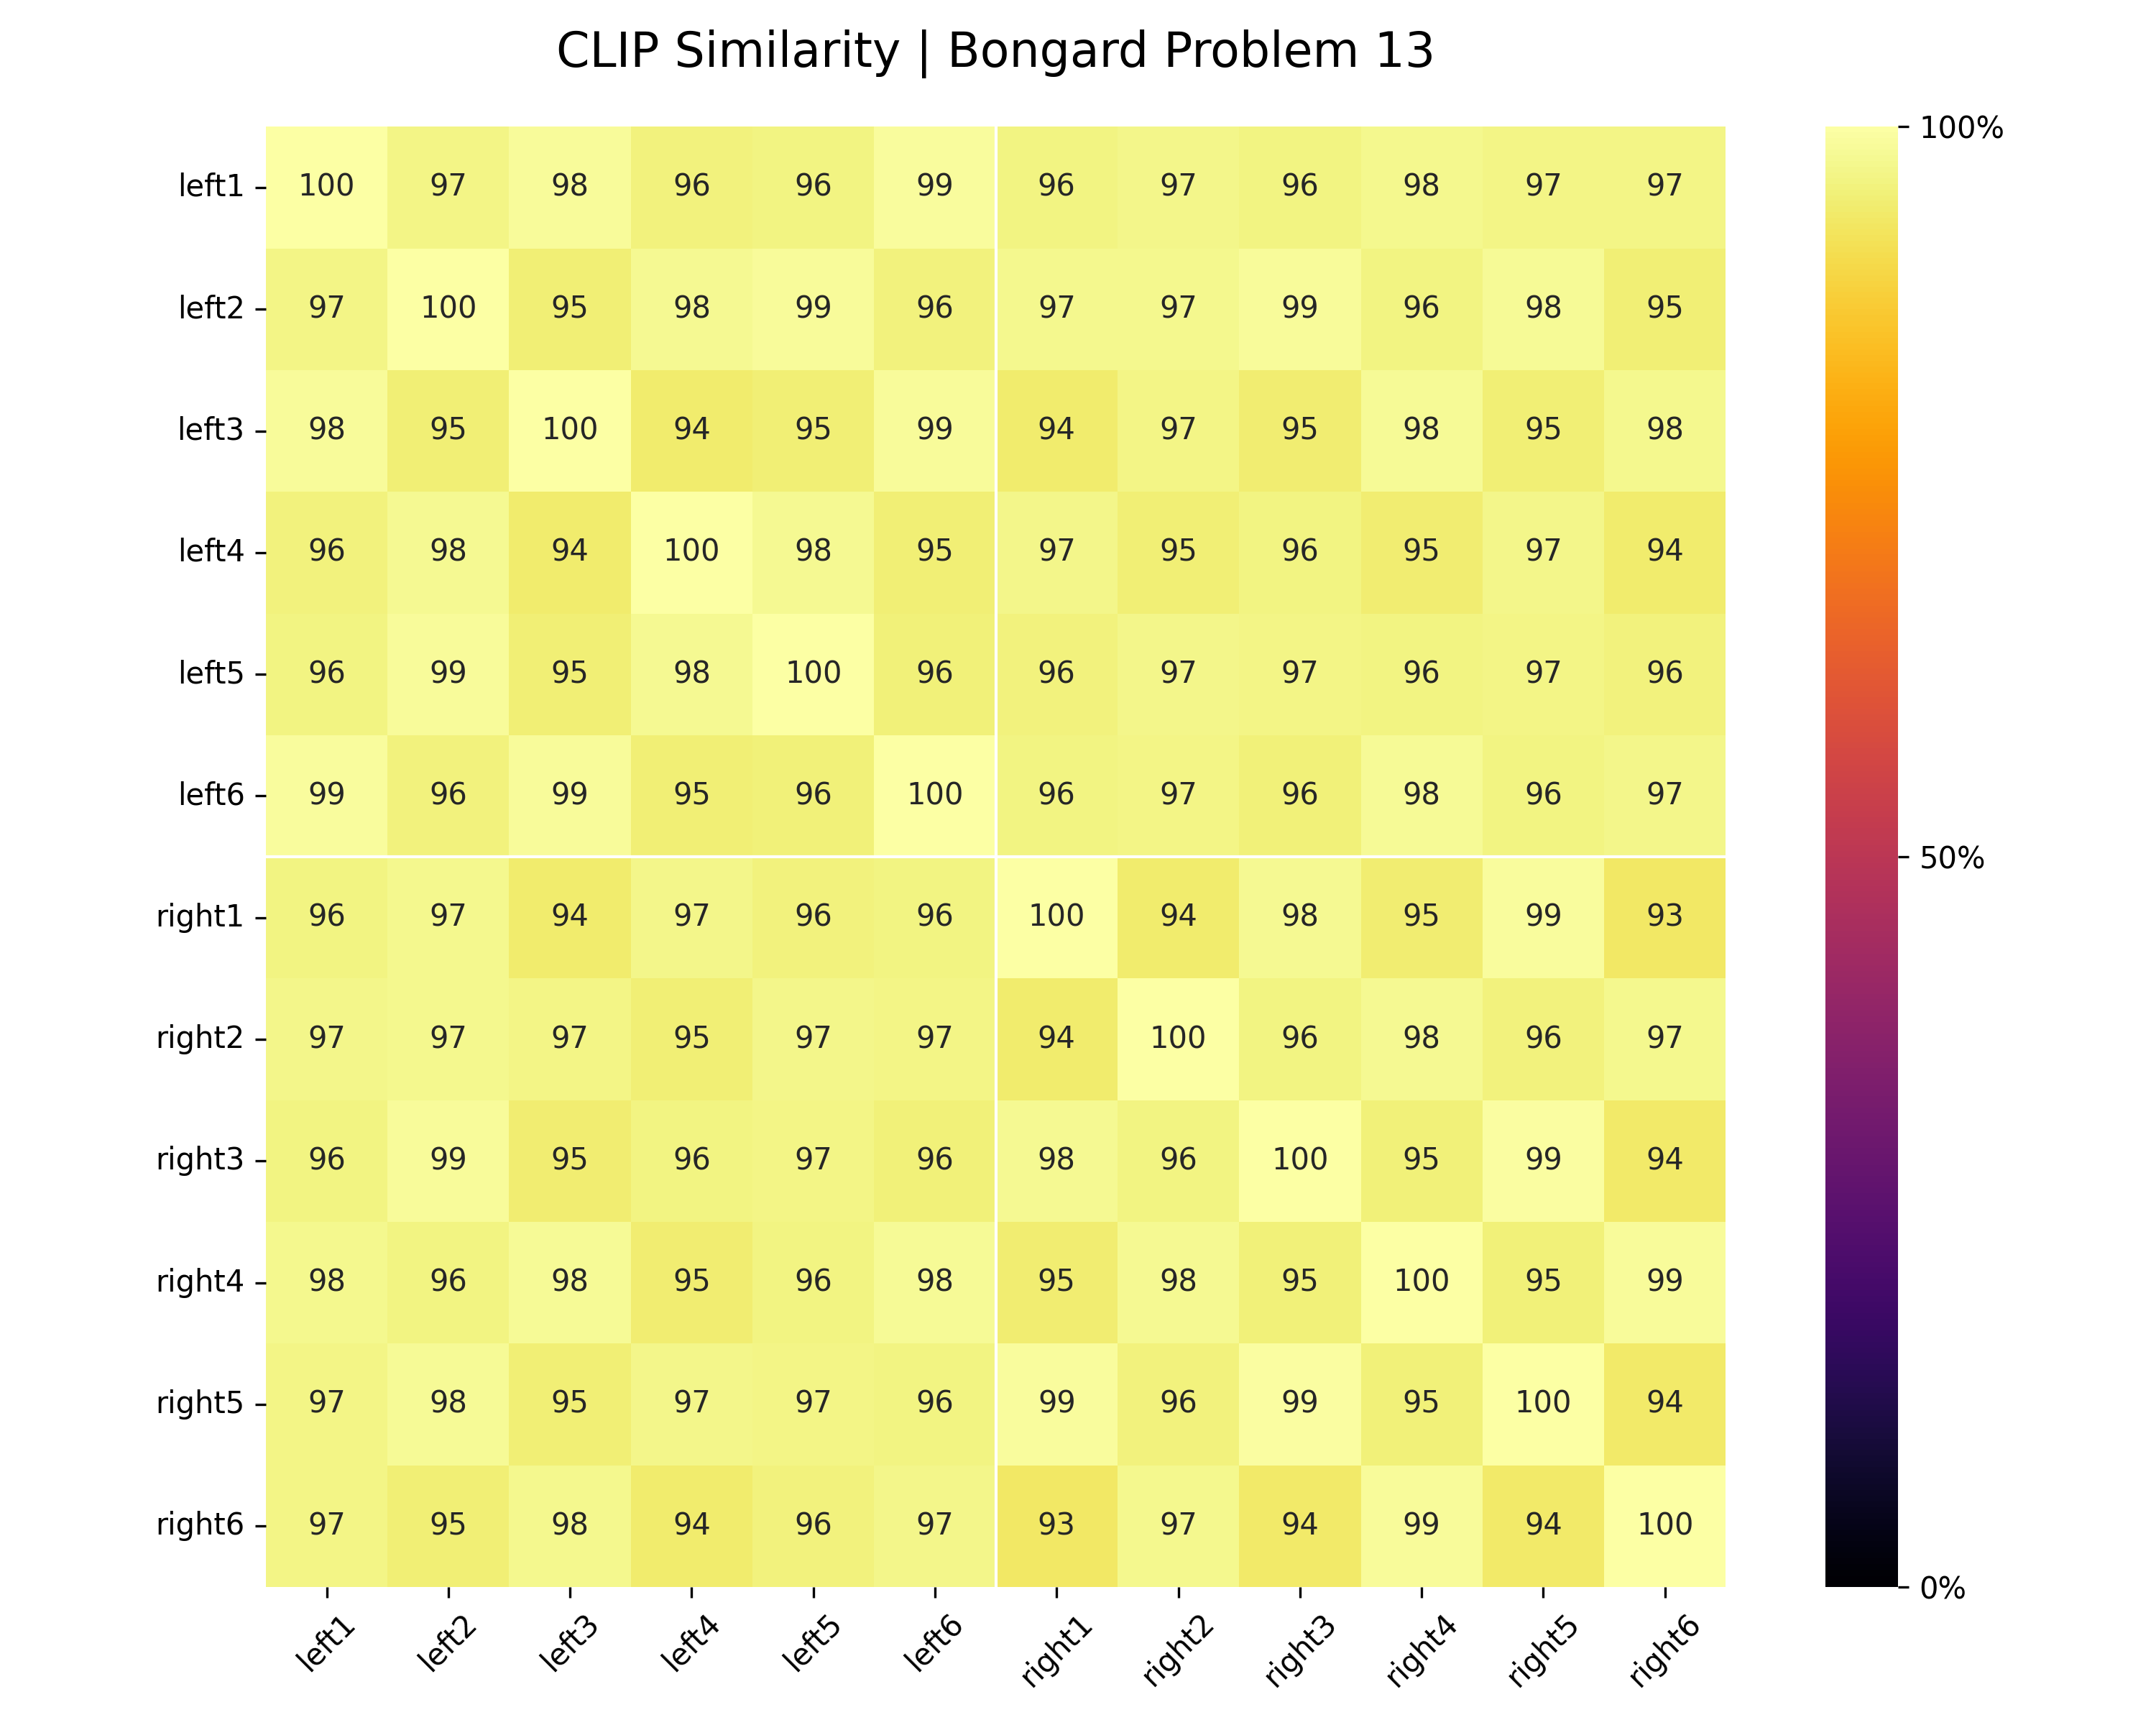 CLIP Similarity | Bongard Problem 13
100%
left1 100 97 98 96 96 99 96 97 96 98 97 97
left2 97 100 95 98 99 96 97 97 99 96 98 95
left3 98 95 100 94 95 99 94 97 95 98 95 98
left4 96 98 94 100 98 95 97 95 96 95 97 94
left5 96 99 95 98 100 96 96 97 97 96 97 96
left6 99 96 99 95 96 100 96 97 96 98 96 97
50%
right1 96 97 94 97 96 96 100 94 98 95 99 93
right2 97 97 97 95 97 97 94 100 96 98 96 97
right3 96 99 95 96 97 96 98 96 100 95 99 94
right4 98 96 98 95 96 98 95 98 95 100 95 99
right5 97 98 95 97 97 96 99 96 99 95 100 94
right6 97 95 98 94 96 97 93 97 94 99 94 100
0%
left1 left2 left3 left4 left5 left6 right1 right2 right3 right4 right5 right6